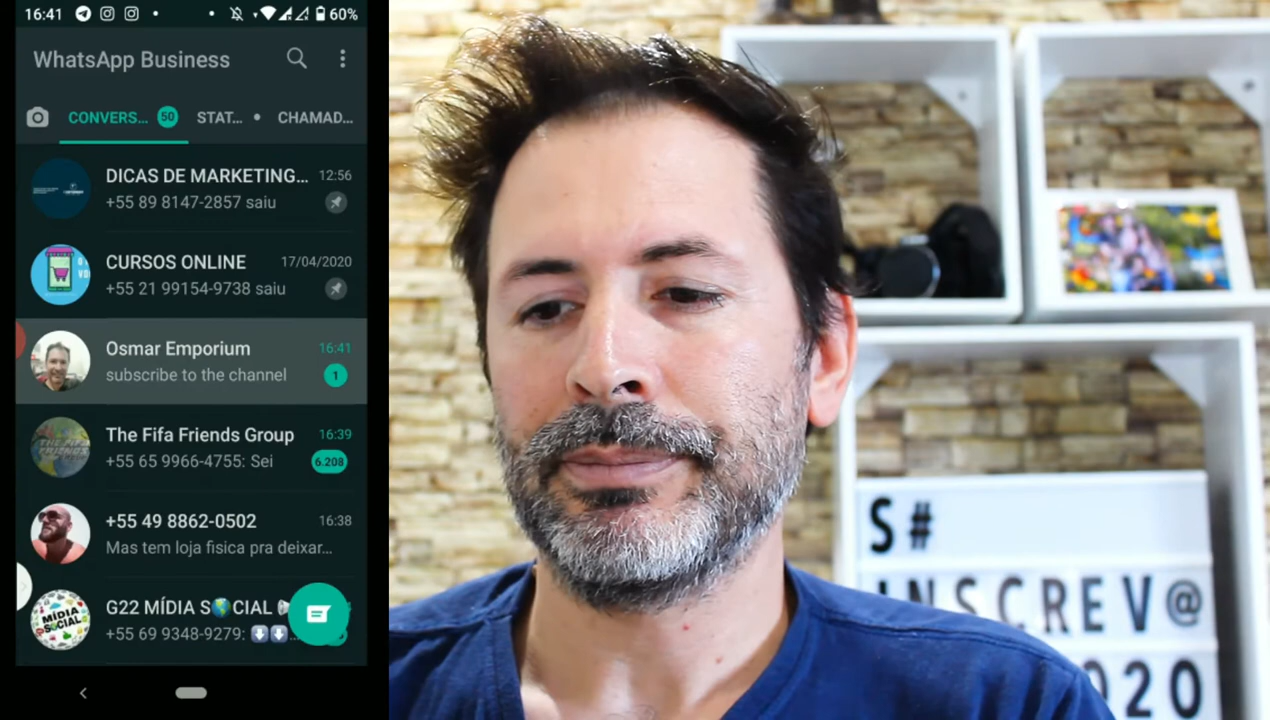 16:41
60%
WhatsApp Business
CONVERS... 50 STAT... CHAMAD...
DICAS DE MARKETING... 12:56
+55 89 8147-2857 saiu
CURSOS ONLINE 17/04/2020
+55 21 99154-9738 saiu
Osmar Emporium 16:41
subscribe to the channel 1
The Fifa Friends Group 16:39
+55 65 9966-4755: Sei 6.208
+55 49 8862-0502 16:38
Mas tem loja fisica pra deixar...
MÍDIA
SOCIAL
G22 MÍDIA S🌎CIAL
+55 69 9348-9279: ⬇️⬇️...
S#
INSCREV@
020